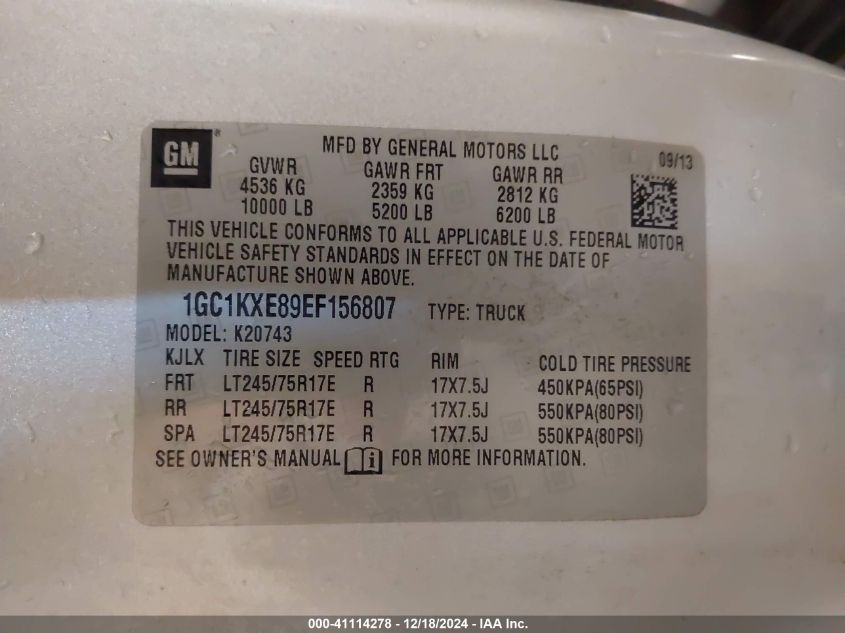 GM ®
MFD BY GENERAL MOTORS LLC
09/13
GVWR GAWR FRT GAWR RR
4536 KG 2359 KG 2812 KG
10000 LB 5200 LB 6200 LB
THIS VEHICLE CONFORMS TO ALL APPLICABLE U.S. FEDERAL MOTOR
VEHICLE SAFETY STANDARDS IN EFFECT ON THE DATE OF
MANUFACTURE SHOWN ABOVE.
1GC1KXE89EF156807 TYPE: TRUCK
MODEL: K20743
KJLX TIRE SIZE SPEED RTG RIM COLD TIRE PRESSURE
FRT LT245/75R17E R 17X7.5J 450KPA(65PSI)
RR LT245/75R17E R 17X7.5J 550KPA(80PSI)
SPA LT245/75R17E R 17X7.5J 550KPA(80PSI)
SEE OWNER'S MANUAL i FOR MORE INFORMATION.
000-41114278 - 12/18/2024 - IAA Inc.